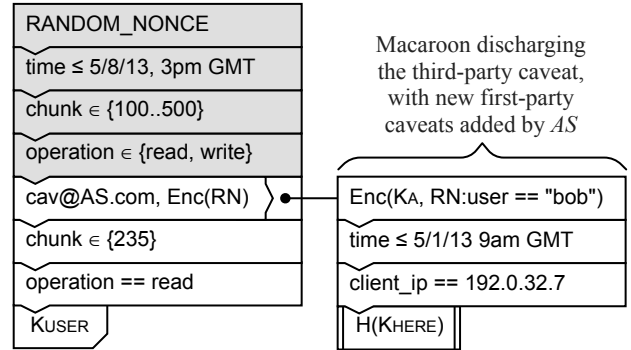 RANDOM_NONCE
time ≤ 5/8/13, 3pm GMT
chunk ∈ {100..500}
operation ∈ {read, write}
cav@AS.com, Enc(RN)
chunk ∈ {235}
operation == read
KUSER
Macaroon discharging
the third-party caveat,
with new first-party
caveats added by AS
Enc(KA, RN:user == "bob")
time ≤ 5/1/13 9am GMT
client_ip == 192.0.32.7
H(KHERE)